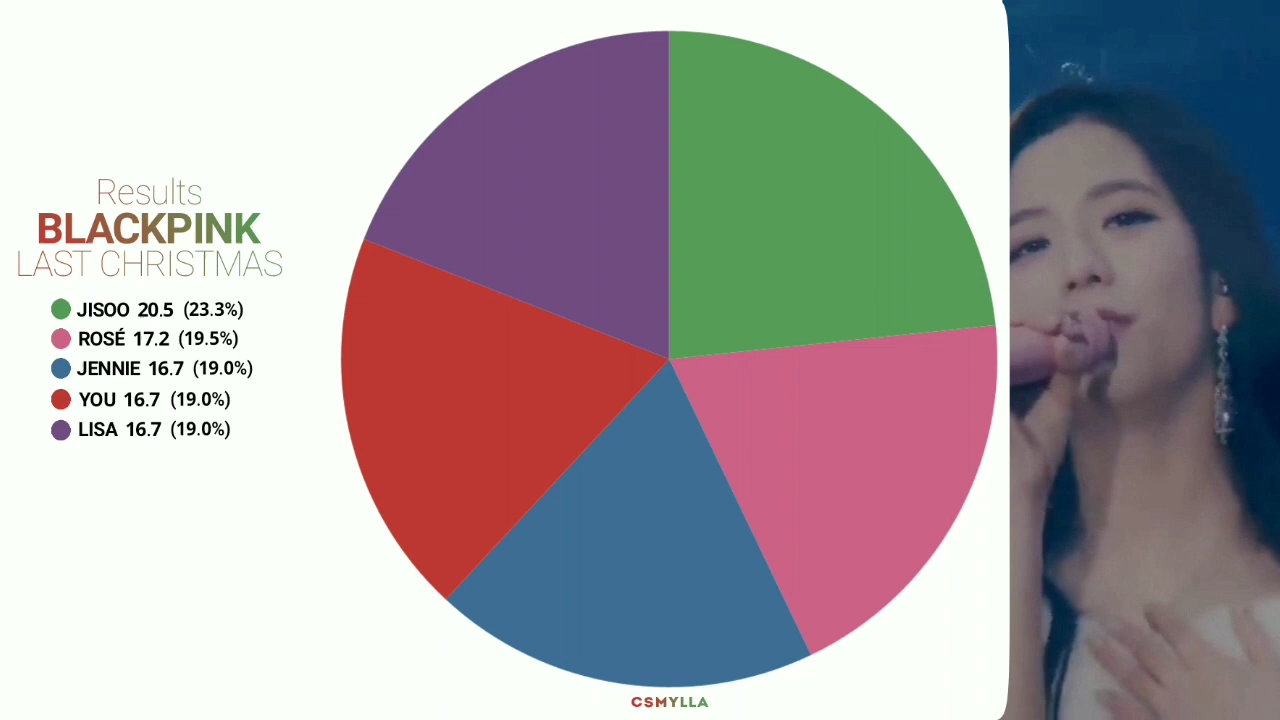 Results
BLACKPINK
LAST CHRISTMAS
JISOO 20.5 (23.3%)
ROSÉ 17.2 (19.5%)
JENNIE 16.7 (19.0%)
YOU 16.7 (19.0%)
LISA 16.7 (19.0%)
CSMYLLA